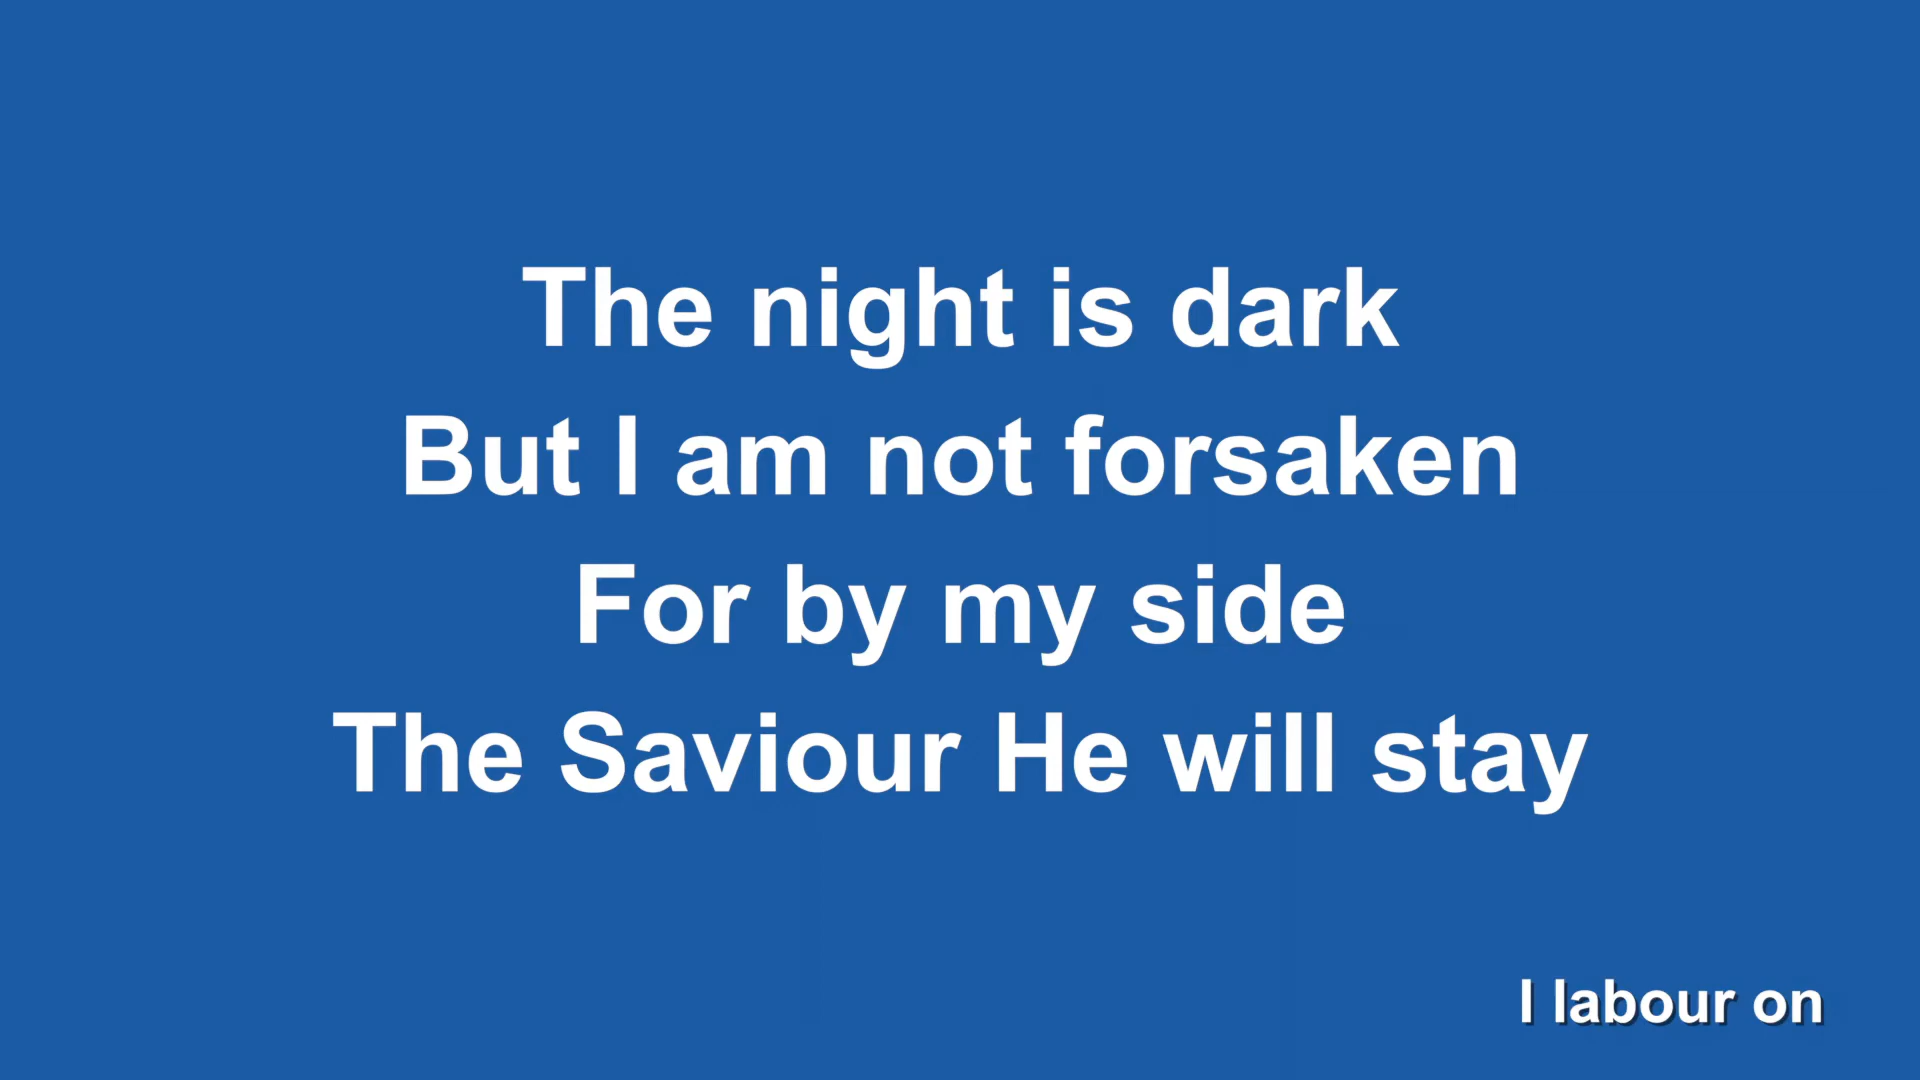 The night is dark
But I am not forsaken
For by my side
The Saviour He will stay
I labour on